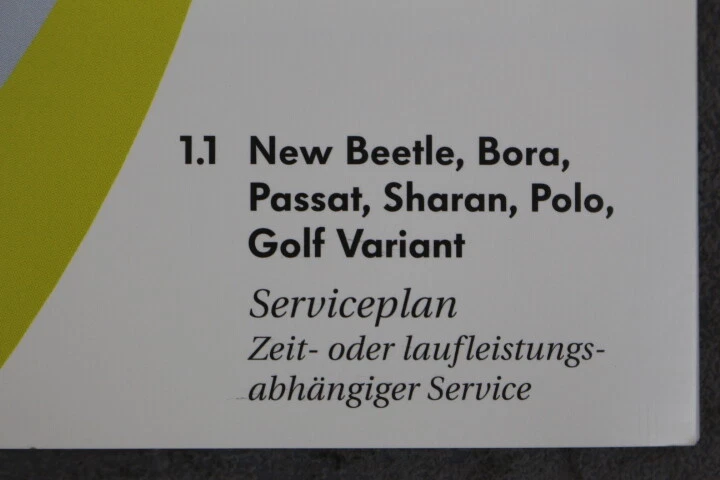 1.1 New Beetle, Bora,
Passat, Sharan, Polo,
Golf Variant
Serviceplan
Zeit- oder laufleistungs-
abhängiger Service